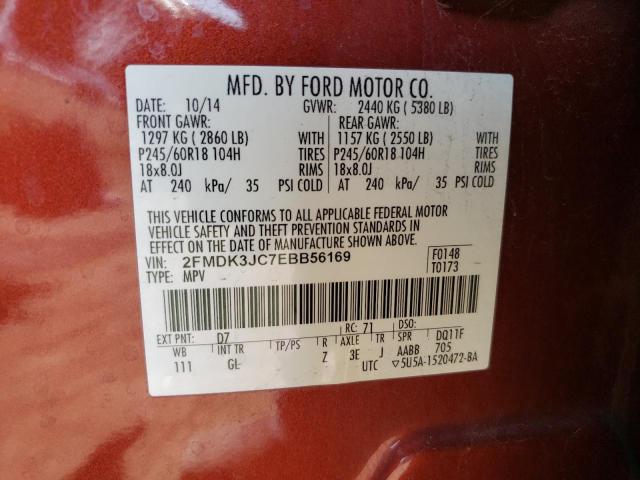 MFD. BY FORD MOTOR CO.
DATE: 10/14 GVWR: 2440 KG ( 5380 LB)
FRONT GAWR: REAR GAWR:
1297 KG ( 2860 LB) WITH 1157 KG ( 2550 LB) WITH
P245/60R18 104H TIRES P245/60R18 104H TIRES
18x8.0J RIMS 18x8.0J RIMS
AT 240 kPa/ 35 PSI COLD AT 240 kPa/ 35 PSI COLD
THIS VEHICLE CONFORMS TO ALL APPLICABLE FEDERAL MOTOR
VEHICLE SAFETY AND THEFT PREVENTION STANDARDS IN
EFFECT ON THE DATE OF MANUFACTURE SHOWN ABOVE.
VIN: 2FMDK3JC7EBB56169 F0148
TYPE: MPV T0173
EXT PNT: D7 RC: 71 DSO:
WB INT TR TP/PS R AXLE TR SPR DQ11F
111 GL Z 3E J AABB 705
UTC ▽5U5A-1520472-BA